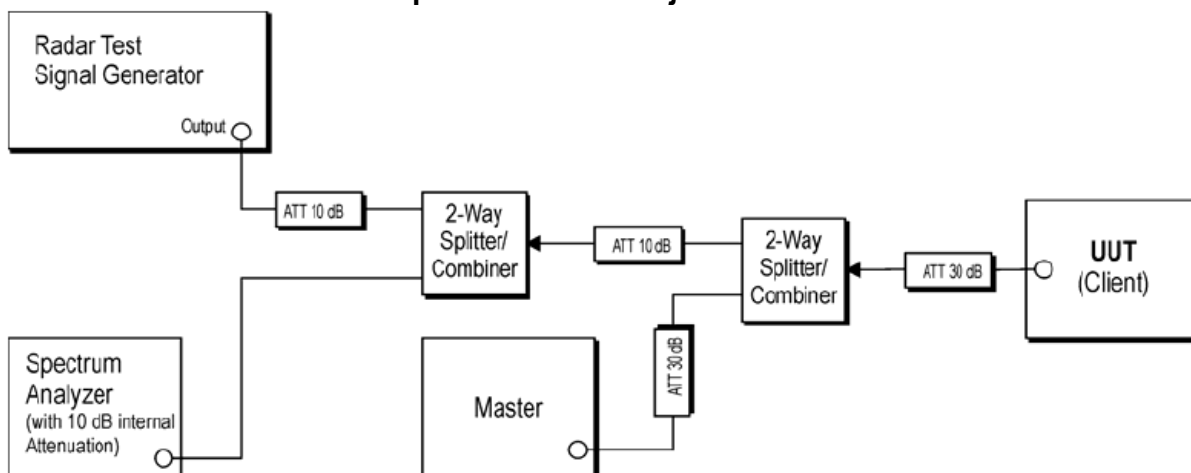 Radar Test
Signal Generator
Output
ATT 10 dB
2-Way
Splitter/
Combiner
ATT 10 dB
2-Way
Splitter/
Combiner
ATT 30 dB
UUT
(Client)
Spectrum
Analyzer
(with 10 dB internal
Attenuation)
Master
ATT 30 dB